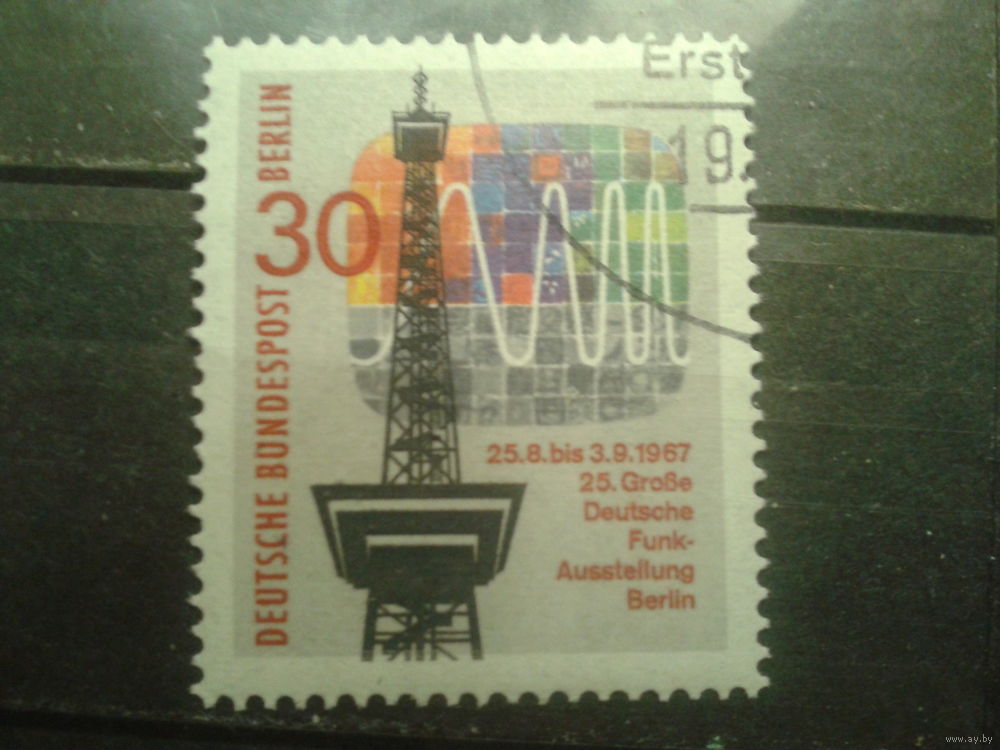 DEUTSCHE BUNDESPOST BERLIN
30
Erst
19
25.8.bis 3.9.1967
25. Große
Deutsche
Funk-
Ausstellung
Berlin
www.ay.by